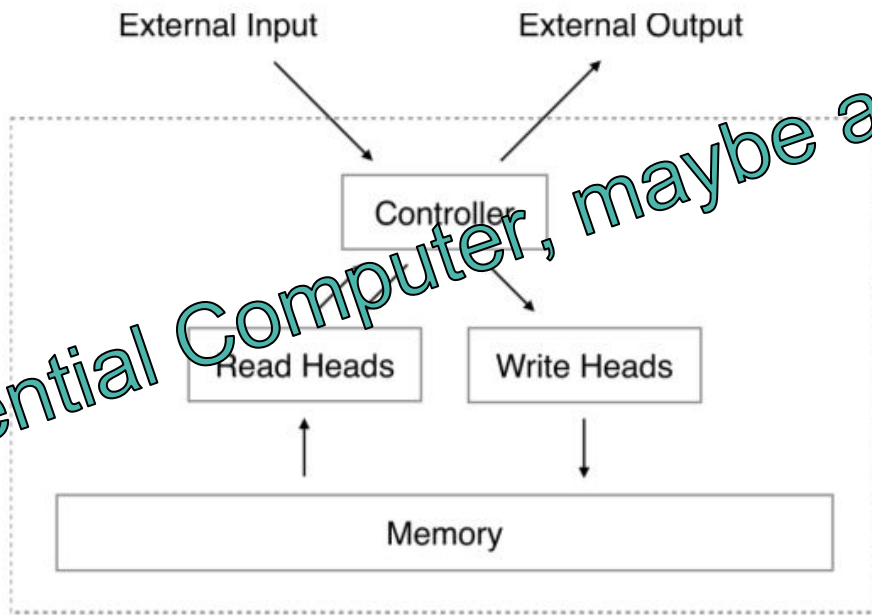 External Input External Output
Controller
ential Computer, maybe a
Read Heads Write Heads
Memory